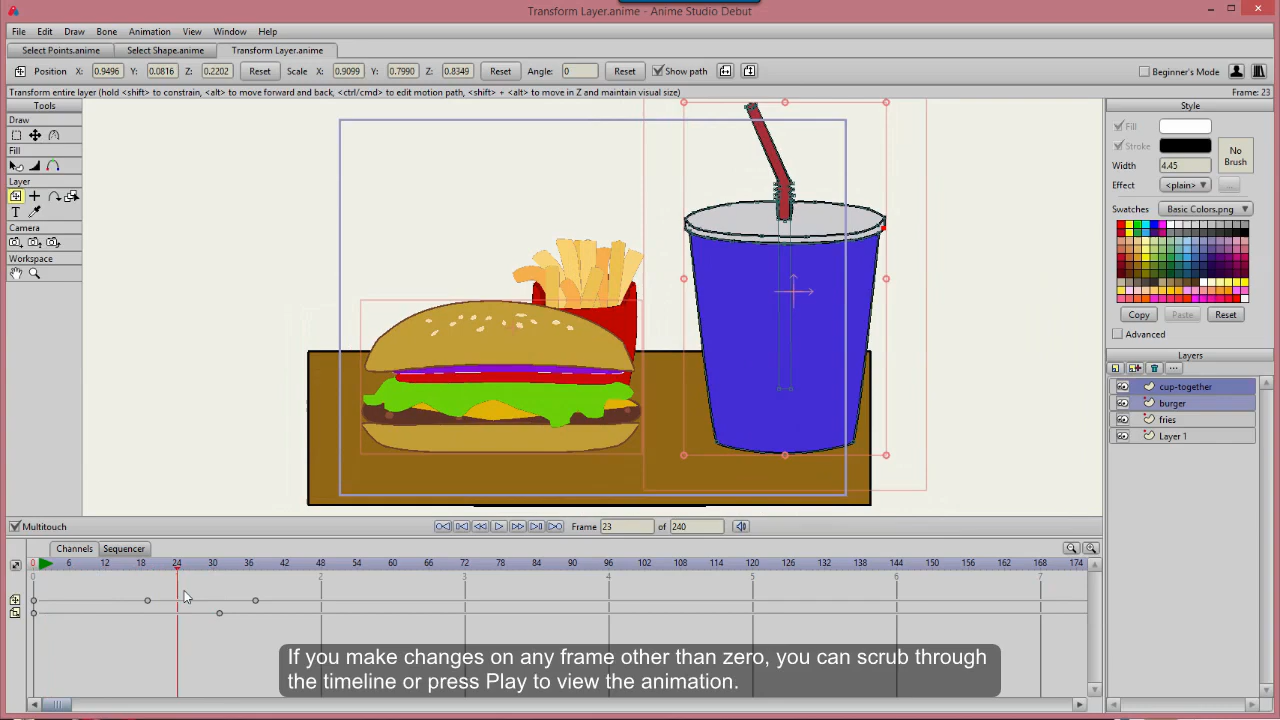 Transform Layer.anime - Anime Studio Debut
File Edit Draw Bone Animation View Window Help
Select Points.anime Select Shape.anime Transform Layer.anime
Position X: 0.9496 Y: 0.0816 Z: 0.2202 Reset Scale X: 0.9099 Y: 0.7990 Z: 0.8349 Reset Angle: 0 Reset Show path Beginner's Mode
Transform entire layer (hold <shift> to constrain, <alt> to move forward and back, <ctrl/cmd> to edit motion path, <shift> + <alt> to move in Z and maintain visual size) Frame: 23
Tools
Draw
Fill
Layer
T
Camera
Workspace
Style
Fill
Stroke
No
Brush
Width 4.45
Effect <plain> ...
Swatches Basic Colors.png
Copy Paste Reset
Advanced
Layers
...
cup-together
burger
fries
Layer 1
Multitouch Frame 23 of 240
Channels Sequencer
0 6 12 18 24 30 36 42 48 54 60 66 72 78 84 90 96 102 108 114 120 126 132 138 144 150 156 162 168 174
0 2 3 4 5 6 7
If you make changes on any frame other than zero, you can scrub through
the timeline or press Play to view the animation.